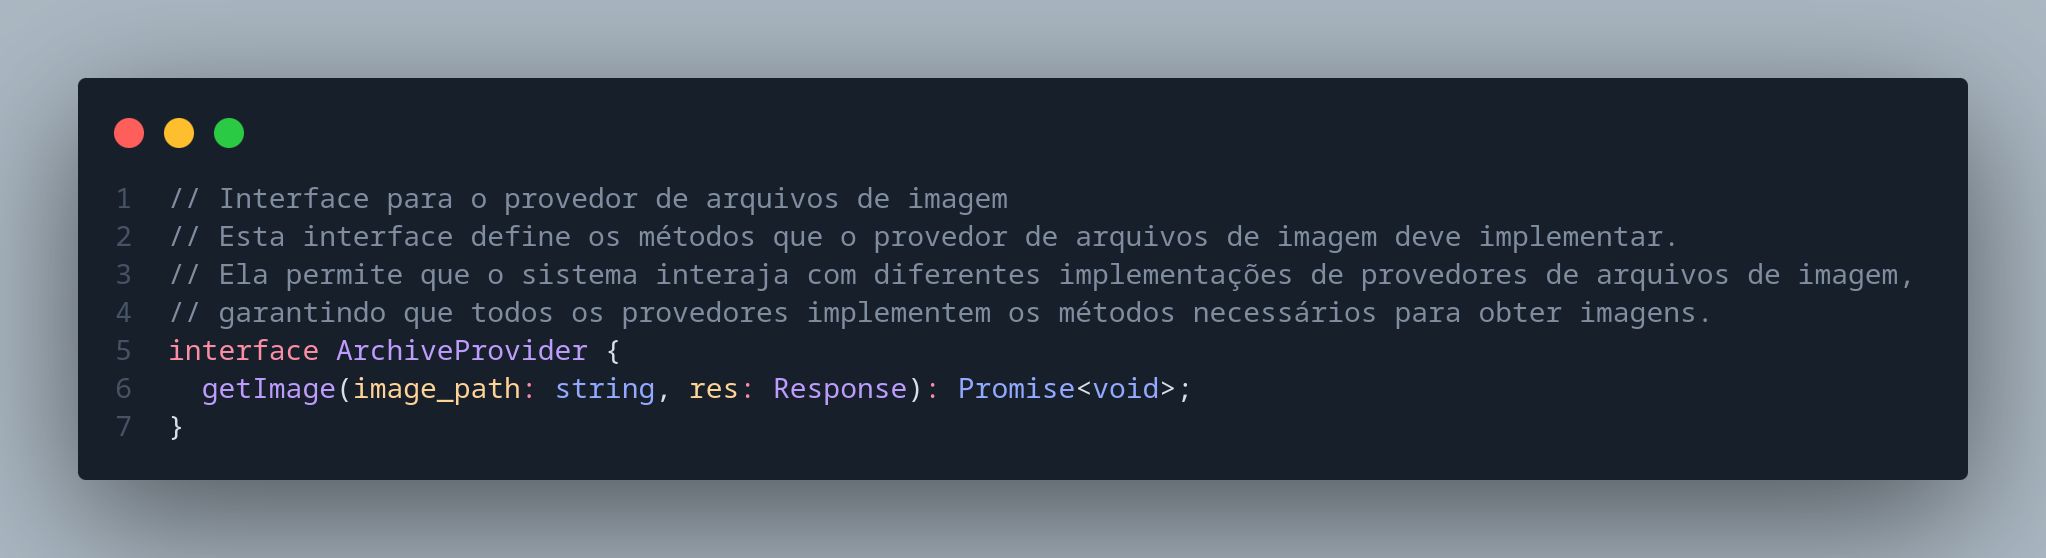 1 // Interface para o provedor de arquivos de imagem
2 // Esta interface define os métodos que o provedor de arquivos de imagem deve implementar.
3 // Ela permite que o sistema interaja com diferentes implementações de provedores de arquivos de imagem,
4 // garantindo que todos os provedores implementem os métodos necessários para obter imagens.
5 interface ArchiveProvider {
6   getImage(image_path: string, res: Response): Promise<void>;
7 }